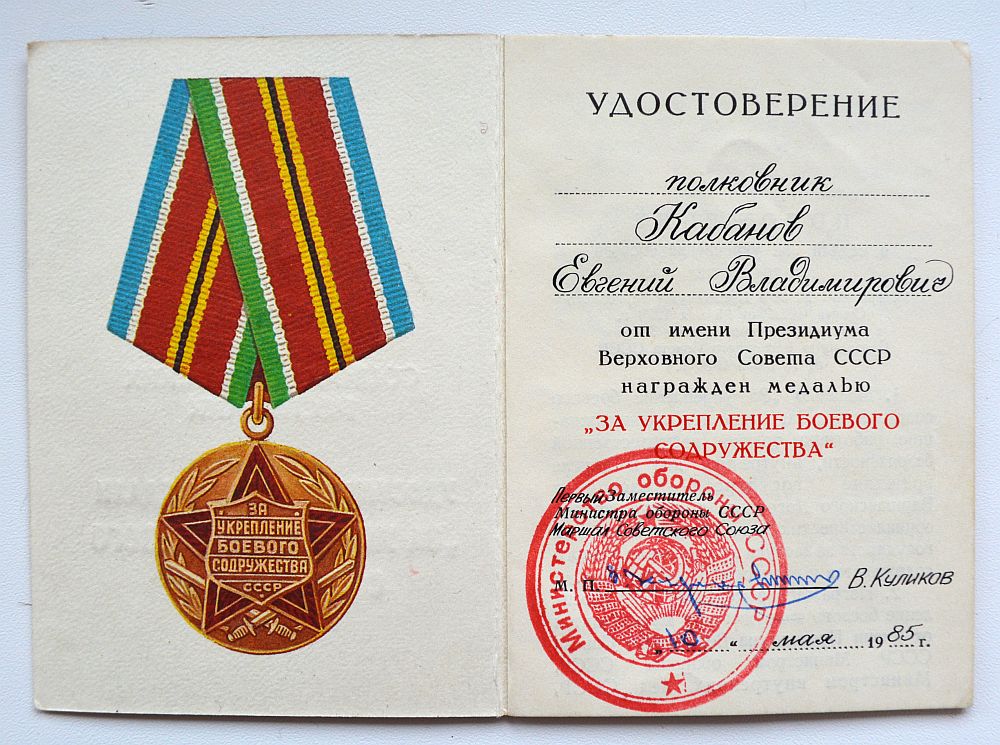 ЗА
УКРЕПЛЕНИЕ
БОЕВОГО
СОДРУЖЕСТВА
СССР
УДОСТОВЕРЕНИЕ
полковник
Кабанов
Евгений Владимирович
от имени Президиума
Верховного Совета СССР
награжден медалью
„ЗА УКРЕПЛЕНИЕ БОЕВОГО
СОДРУЖЕСТВА“
Первый Заместитель
Министра обороны СССР
Маршал Советского Союза
М. П. В. Куликов
„10“ мая 1985 г.
Министерство обороны СССР